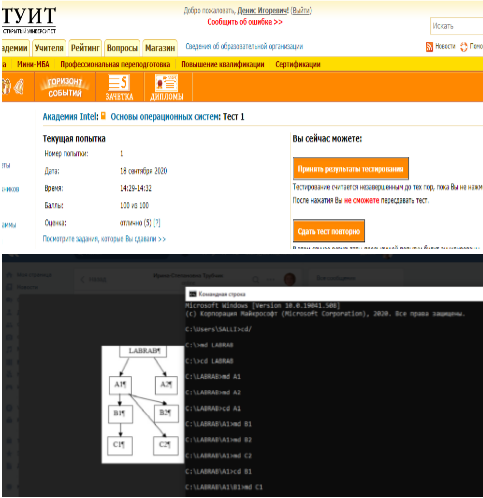 ТУИТ
ОТКРЫТЫЙ УНИВЕРСИТЕТ
Добро пожаловать, Денис Игоревич! (Выйти)
Сообщить об ошибке >>
Искать
адемии Учителя Рейтинг Вопросы Магазин
Сведения об образовательной организации
Новости
а Мини-МБА Профессиональная переподготовка Повышение квалификации Сертификации
ГОРИЗОНТ
СОБЫТИЙ
ЗАЧЕТКА
ДИПЛОМЫ
Академия Intel: Основы операционных систем: Тест 1
Текущая попытка
Номер попытки: 1
Дата: 18 сентября 2020
Время: 14:29-14:32
Баллы: 100 из 100
Оценка: отлично (5) [?]
Посмотрите задания, которые Вы сдавали >>
Вы сейчас можете:
Принять результаты тестирования
Тестирование считается незавершенным до тех пор, пока Вы не нажм
После нажатия Вы не сможете пересдавать тест.
Сдать тест повторно
Командная строка
Microsoft Windows [Version 10.0.19041.508]
(c) Корпорация Майкрософт (Microsoft Corporation), 2020. Все права защищены.
C:\Users\SALLI>cd/
C:\>md LABRAB
C:\>cd LABRAB
C:\LABRAB>md A1
C:\LABRAB>md A2
C:\LABRAB>cd A1
C:\LABRAB\A1>md B1
C:\LABRAB\A1>md B2
C:\LABRAB\A1>md C2
C:\LABRAB\A1>cd B1
C:\LABRAB\A1\B1>md C1
LABRAB¶
A1¶ A2¶
B1¶ B2¶
C1¶ C2¶